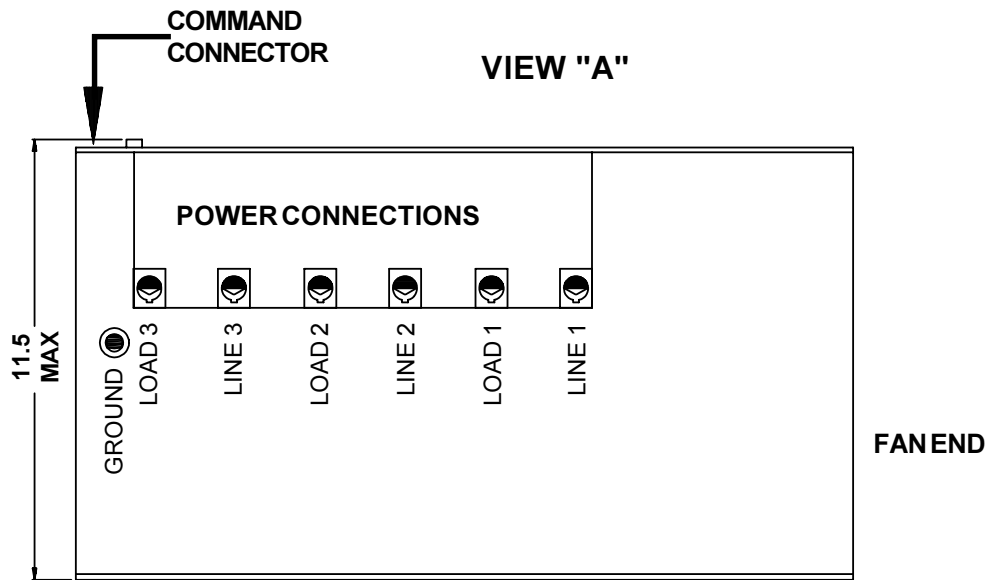 COMMAND
CONNECTOR
VIEW "A"
POWER CONNECTIONS
11.5
MAX
GROUND
LOAD 3
LINE 3
LOAD 2
LINE 2
LOAD 1
LINE 1
FAN END